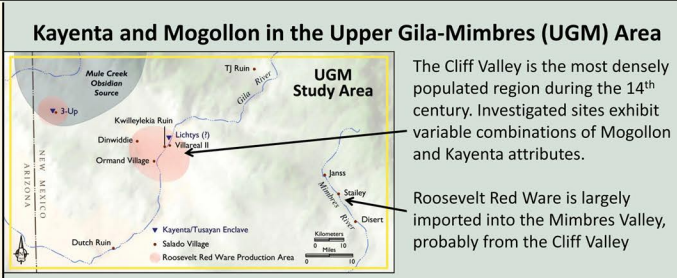 Kayenta and Mogollon in the Upper Gila-Mimbres (UGM) Area
Mule Creek
Obsidian
Source
3-Up
TJ Ruin
Gila River
UGM
Study Area
Kwilleylekia Ruin
Lichtys (?)
Dinwiddie
Villareal II
Ormand Village
ARIZONA
NEW MEXICO
Janss
Stailey
Mimbres River
Disert
Dutch Ruin
Kayenta/Tusayan Enclave
Salado Village
Roosevelt Red Ware Production Area
Kilometers
0 10
Miles
0 10
The Cliff Valley is the most densely
populated region during the 14th
century. Investigated sites exhibit
variable combinations of Mogollon
and Kayenta attributes.
Roosevelt Red Ware is largely
imported into the Mimbres Valley,
probably from the Cliff Valley